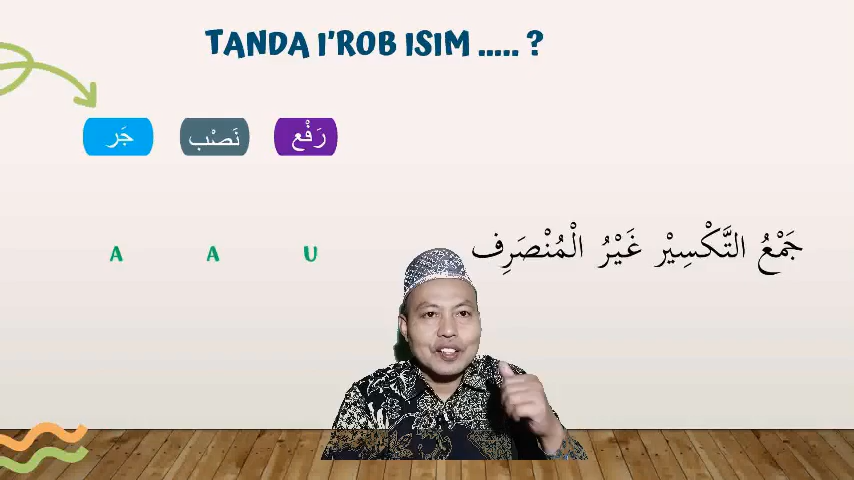 TANDA I'ROB ISIM ..... ?
رَفْع نَصْب جَر
جَمْعُ التَّكْسِيْر غَيْرُ الْمُنْصَرِف
A A U